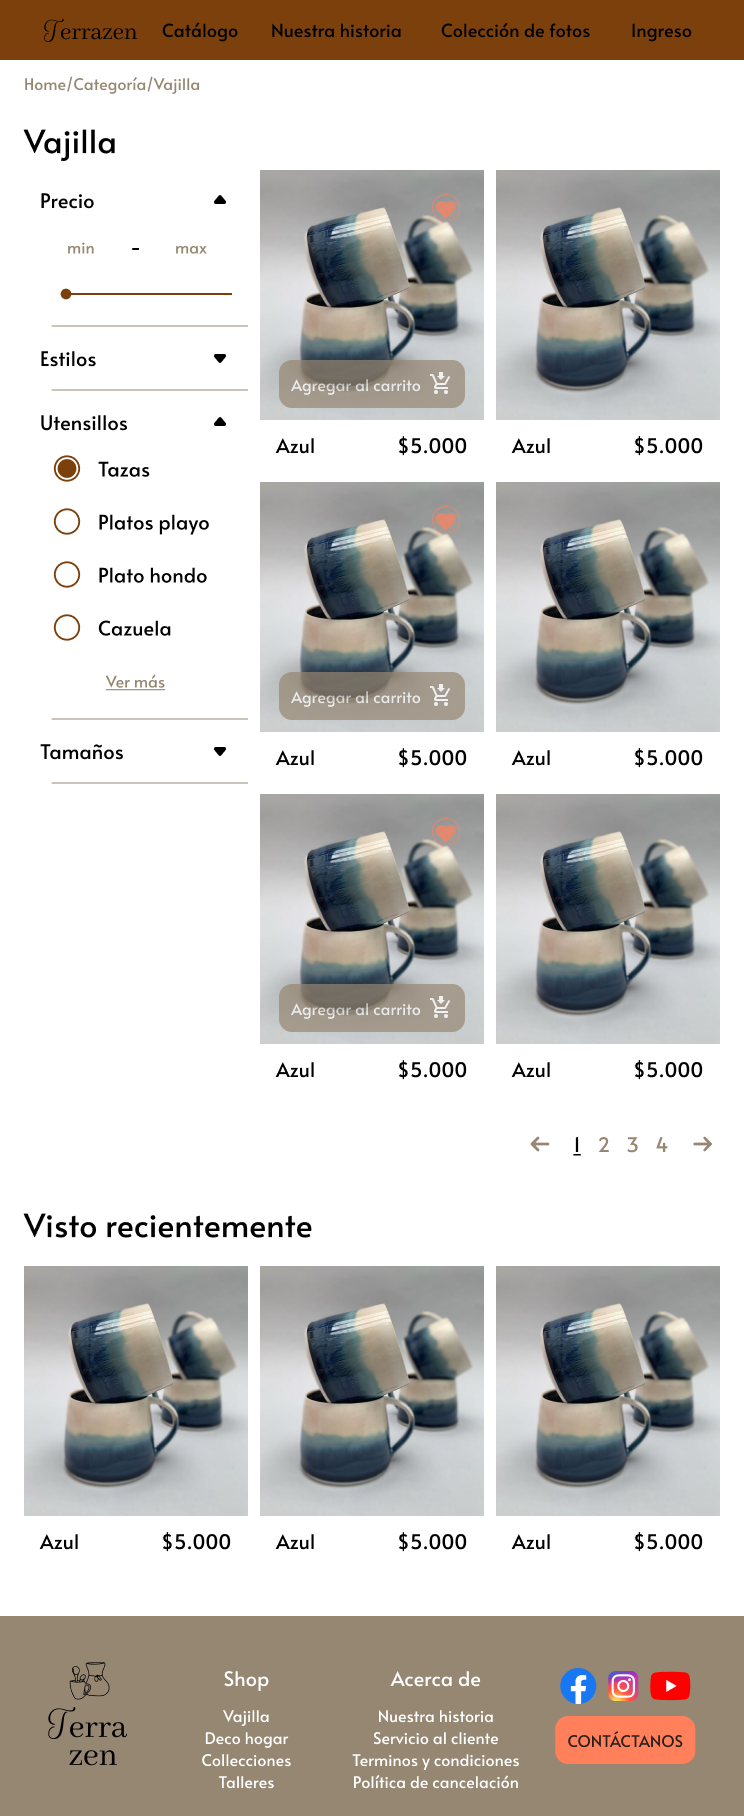 Terrazen Catálogo Nuestra historia Colección de fotos Ingreso
Home/Categoría/Vajilla
Vajilla
Precio
min - max
Estilos
Utensillos
Tazas
Platos playo
Plato hondo
Cazuela
Ver más
Tamaños
Agregar al carrito
Azul $5.000
Azul $5.000
Agregar al carrito
Azul $5.000
Azul $5.000
Agregar al carrito
Azul $5.000
Azul $5.000
1 2 3 4
Visto recientemente
Azul $5.000
Azul $5.000
Azul $5.000
Terra
zen
Shop
Vajilla
Deco hogar
Collecciones
Talleres
Acerca de
Nuestra historia
Servicio al cliente
Terminos y condiciones
Política de cancelación
CONTÁCTANOS